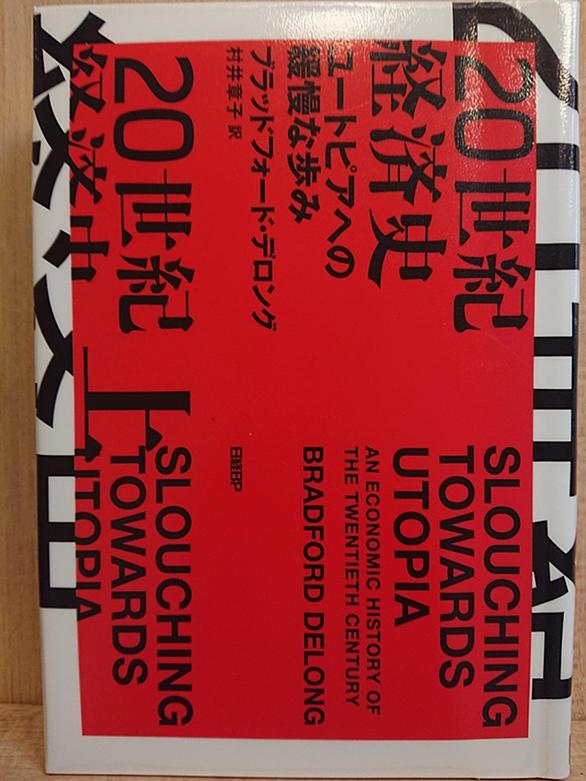 20世紀
経済史
ユートピアへの
緩慢な歩み
ブラッドフォード・デロング
村井章子 訳
20世紀
経済史
上
SLOUCHING
TOWARDS
UTOPIA
AN ECONOMIC HISTORY OF
THE TWENTIETH CENTURY
BRADFORD DELONG
日経BP
SLOUCHING
TOWARDS
UTOPIA